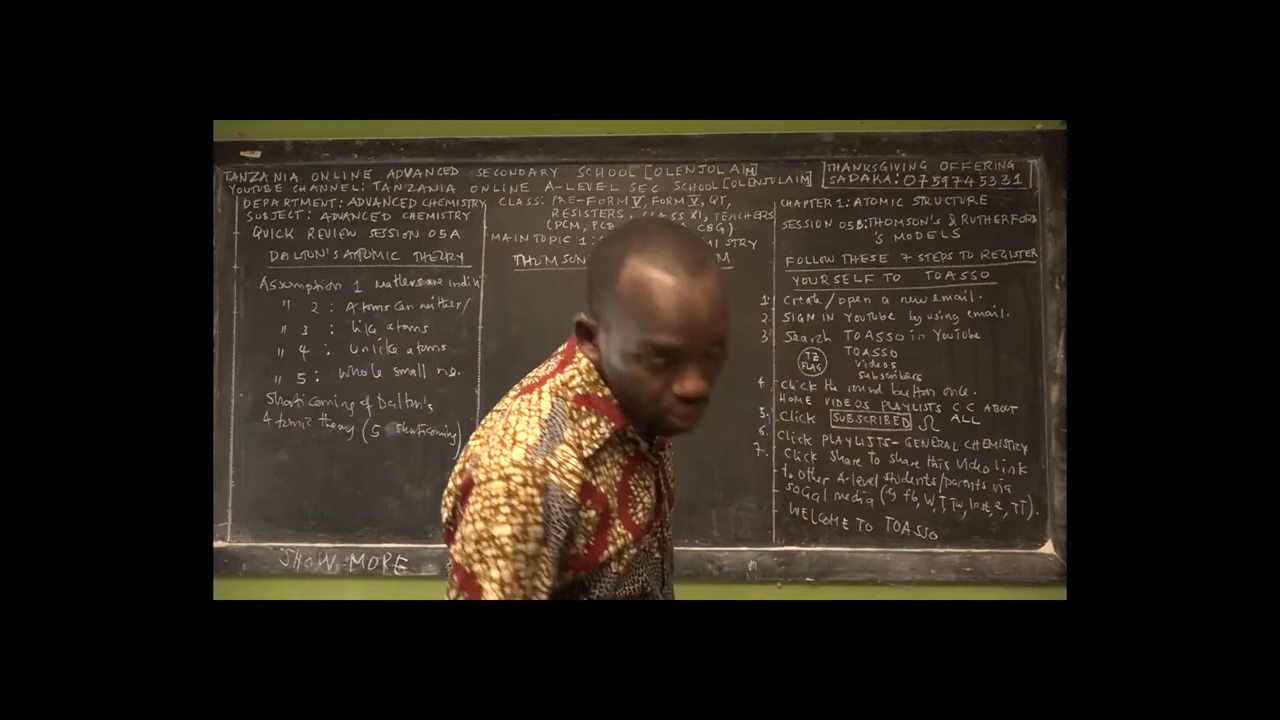 TANZANIA ONLINE ADVANCED SECONDARY SCHOOL [OLENJOLAIM]
YOUTUBE CHANNEL: TANZANIA ONLINE A-LEVEL SEC SCHOOL [OLENJOLAIM]
THANKSGIVING OFFERING
SADAKA: 0759745331
DEPARTMENT: ADVANCED CHEMISTRY
SUBJECT: ADVANCED CHEMISTRY
QUICK REVIEW SESSION 05A
DALTON'S ATOMIC THEORY
Assumption 1 Matters are indivi
" 2: Atoms can neither/
" 3: like atoms
" 4: Unlike atoms
" 5: Whole small no.
Shortcoming of Dalton's
Atomic theory (5 shortcoming)
SHOW MORE
CLASS: PRE-FORM V, FORM V, QT,
RESISTERS, CLASS XI, TEACHERS
(PCM, PCB CBG)
MAIN TOPIC 1: MISTRY
THOMSON
CHAPTER 1: ATOMIC STRUCTURE
SESSION 05B: THOMSON'S & RUTHERFORD
'S MODELS
FOLLOW THESE 7 STEPS TO REGISTER
YOURSELF TO TOASSO
1. Create/open a new email.
2. SIGN IN YOUTUBE by using email.
3. Search TOASSO in YouTube
TZ FLAG
TOASSO
Videos
Subscribers
4. Click the round button once.
HOME VIDEOS PLAYLISTS CC ABOUT
5. Click SUBSCRIBED ALL
6. Click PLAYLISTS - GENERAL CHEMISTRY
7. Click share to share this video link
to other A-level students/parents via
social media (eg fb, W, T, Tw,
WELCOME TO TOASSO